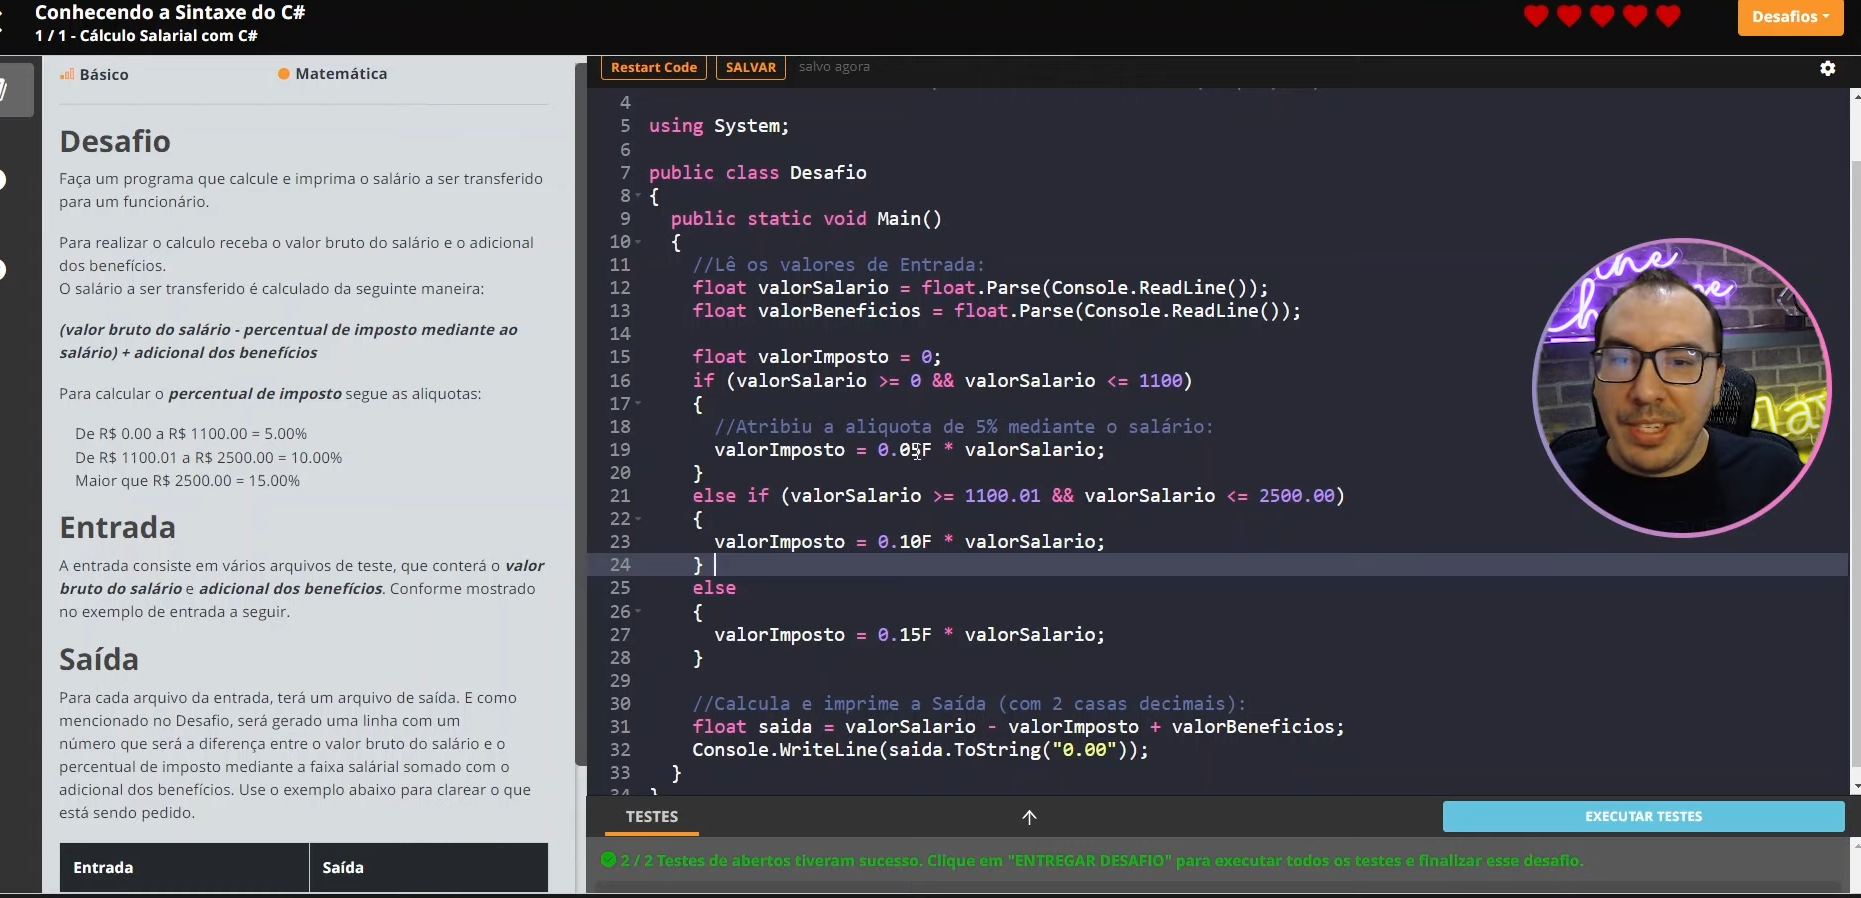 Conhecendo a Sintaxe do C#
1 / 1 - Cálculo Salarial com C#
Desafios
Básico
Matemática
Desafio
Faça um programa que calcule e imprima o salário a ser transferido
para um funcionário.
Para realizar o calculo receba o valor bruto do salário e o adicional
dos benefícios.
O salário a ser transferido é calculado da seguinte maneira:
(valor bruto do salário - percentual de imposto mediante ao
salário) + adicional dos benefícios
Para calcular o percentual de imposto segue as aliquotas:
De R$ 0.00 a R$ 1100.00 = 5.00%
De R$ 1100.01 a R$ 2500.00 = 10.00%
Maior que R$ 2500.00 = 15.00%
Entrada
A entrada consiste em vários arquivos de teste, que conterá o valor
bruto do salário e adicional dos benefícios. Conforme mostrado
no exemplo de entrada a seguir.
Saída
Para cada arquivo da entrada, terá um arquivo de saída. E como
mencionado no Desafio, será gerado uma linha com um
número que será a diferença entre o valor bruto do salário e o
percentual de imposto mediante a faixa salárial somado com o
adicional dos benefícios. Use o exemplo abaixo para clarear o que
está sendo pedido.
Entrada Saída
Restart Code SALVAR salvo agora
4
5 using System;
6
7 public class Desafio
8 {
9 public static void Main()
10 {
11 //Lê os valores de Entrada:
12 float valorSalario = float.Parse(Console.ReadLine());
13 float valorBeneficios = float.Parse(Console.ReadLine());
14
15 float valorImposto = 0;
16 if (valorSalario >= 0 && valorSalario <= 1100)
17 {
18 //Atribiu a aliquota de 5% mediante o salário:
19 valorImposto = 0.05F * valorSalario;
20 }
21 else if (valorSalario >= 1100.01 && valorSalario <= 2500.00)
22 {
23 valorImposto = 0.10F * valorSalario;
24 }
25 else
26 {
27 valorImposto = 0.15F * valorSalario;
28 }
29
30 //Calcula e imprime a Saída (com 2 casas decimais):
31 float saida = valorSalario - valorImposto + valorBeneficios;
32 Console.WriteLine(saida.ToString("0.00"));
33 }
34 }
TESTES
EXECUTAR TESTES
2 / 2 Testes de abertos tiveram sucesso. Clique em "ENTREGAR DESAFIO" para executar todos os testes e finalizar esse desafio.